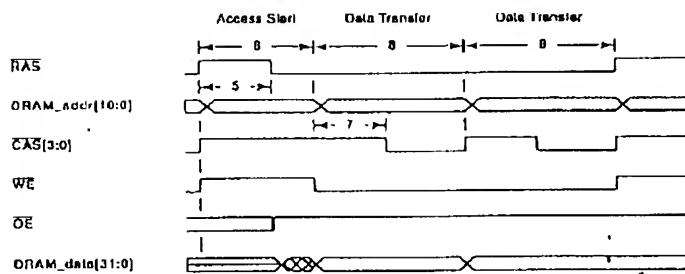 Access Start Data Transfer Data Transfer
8 8 8
RAS
5
DRAM_addr[10:0]
7
CAS[3:0]
WE
OE
DRAM_data[31:0]